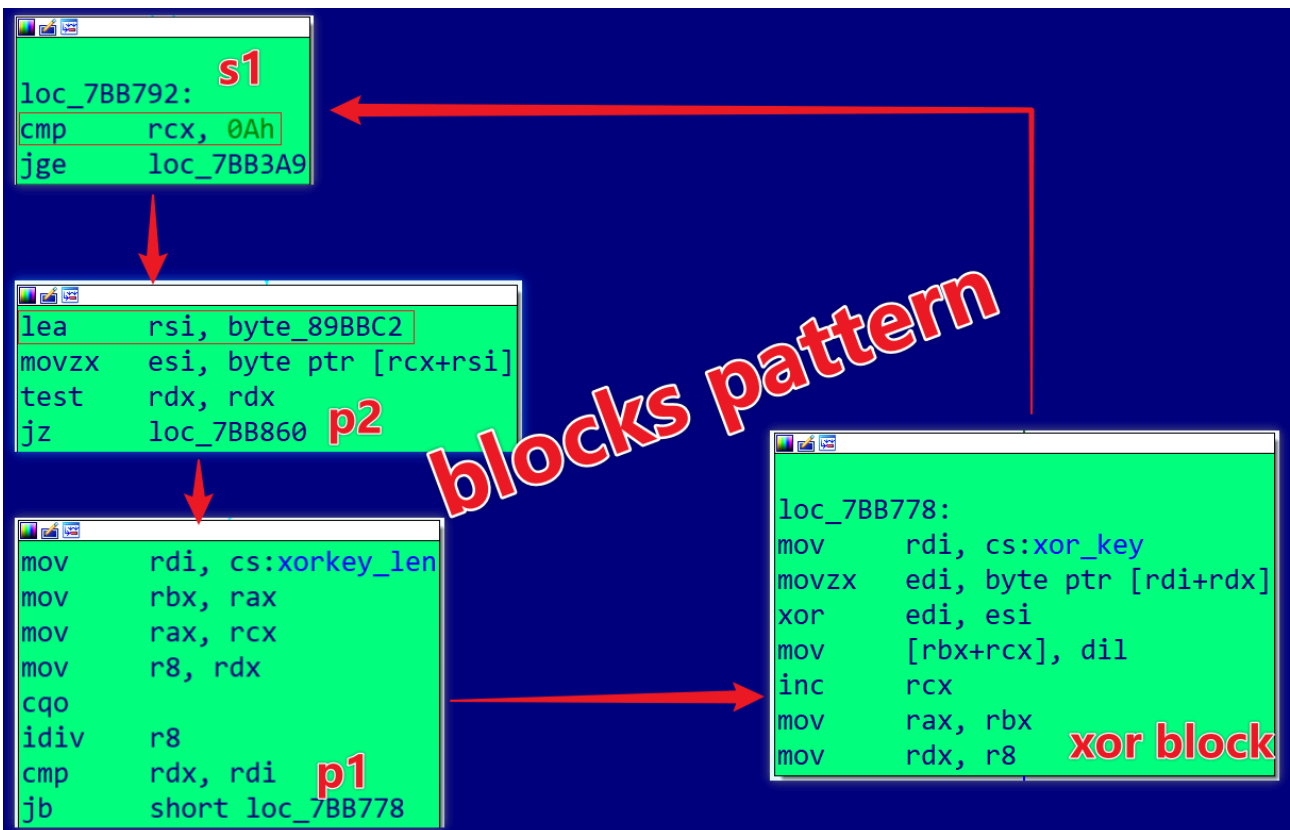 s1
loc_7BB792:
cmp rcx, 0Ah
jge loc_7BB3A9
lea rsi, byte_89BBC2
movzx esi, byte ptr [rcx+rsi]
test rdx, rdx
jz loc_7BB860
p2
mov rdi, cs:xorkey_len
mov rbx, rax
mov rax, rcx
mov r8, rdx
cqo
idiv r8
cmp rdx, rdi
jb short loc_7BB778
p1
blocks pattern
loc_7BB778:
mov rdi, cs:xor_key
movzx edi, byte ptr [rdi+rdx]
xor edi, esi
mov [rbx+rcx], dil
inc rcx
mov rax, rbx
mov rdx, r8
xor block